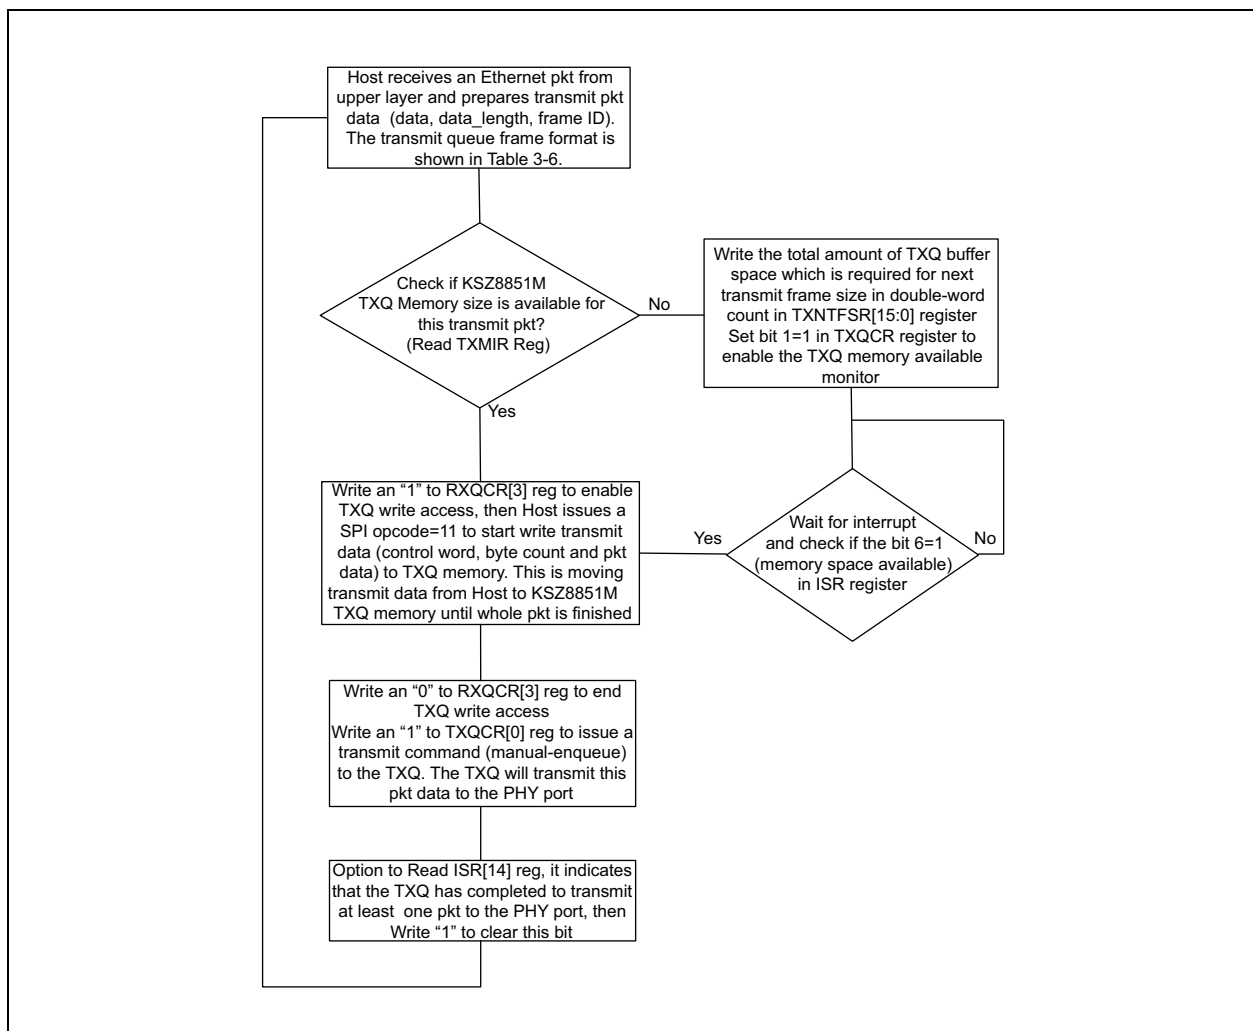 Host receives an Ethernet pkt from
upper layer and prepares transmit pkt
data (data, data_length, frame ID).
The transmit queue frame format is
shown in Table 3-6.
Check if KSZ8851M
TXQ Memory size is available for
this transmit pkt?
(Read TXMIR Reg)
No
Write the total amount of TXQ buffer
space which is required for next
transmit frame size in double-word
count in TXNTFSR[15:0] register
Set bit 1=1 in TXQCR register to
enable the TXQ memory available
monitor
Yes
Write an “1” to RXQCR[3] reg to enable
TXQ write access, then Host issues a
SPI opcode=11 to start write transmit
data (control word, byte count and pkt
data) to TXQ memory. This is moving
transmit data from Host to KSZ8851M
TXQ memory until whole pkt is finished
Yes
Wait for interrupt
and check if the bit 6=1
(memory space available)
in ISR register
No
Write an “0” to RXQCR[3] reg to end
TXQ write access
Write an “1” to TXQCR[0] reg to issue a
transmit command (manual-enqueue)
to the TXQ. The TXQ will transmit this
pkt data to the PHY port
Option to Read ISR[14] reg, it indicates
that the TXQ has completed to transmit
at least one pkt to the PHY port, then
Write “1” to clear this bit